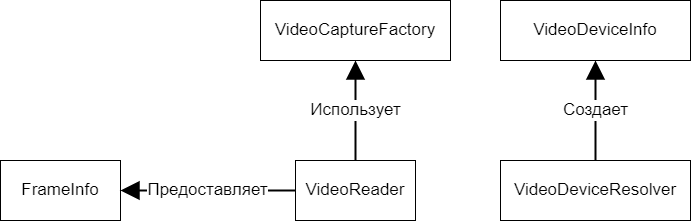 VideoCaptureFactory
VideoDeviceInfo
Использует
Создает
FrameInfo
Предоставляет
VideoReader
VideoDeviceResolver